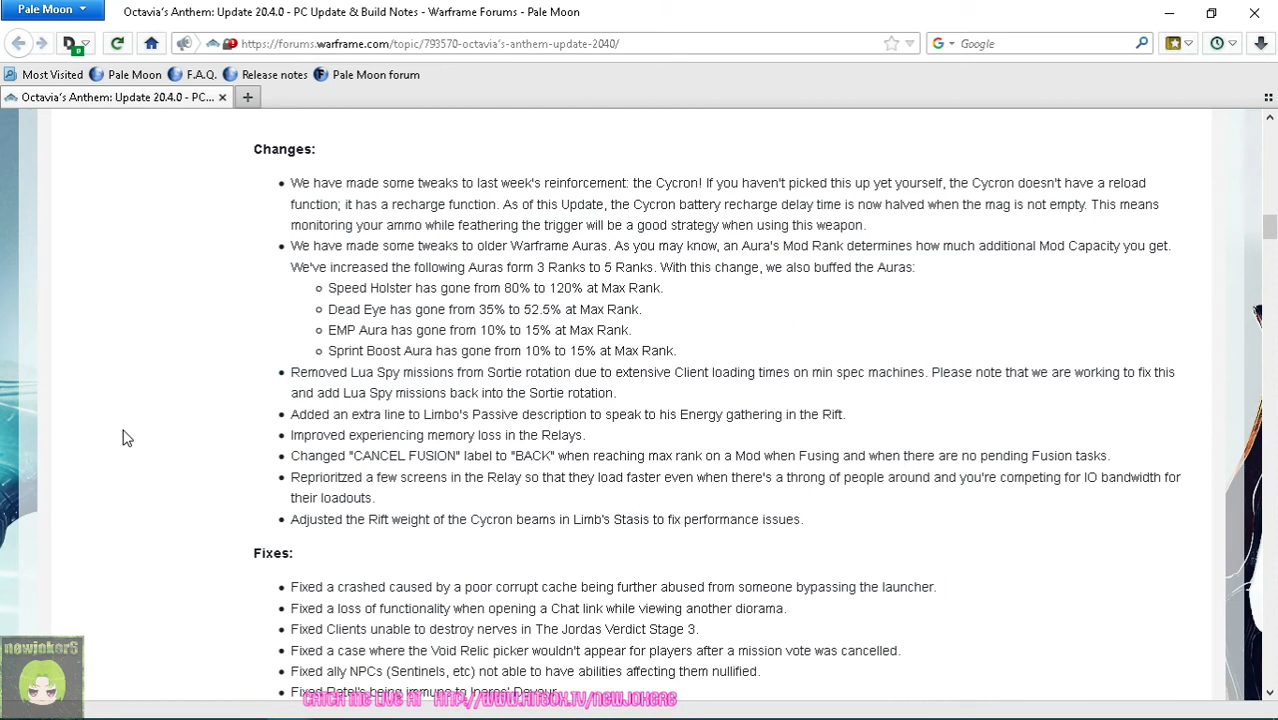 Pale Moon
Octavia's Anthem: Update 20.4.0 - PC Update & Build Notes - Warframe Forums - Pale Moon
https://forums.warframe.com/topic/793570-octavia's-anthem-update-2040/
Google
Most Visited Pale Moon F.A.Q. Release notes Pale Moon forum
Octavia's Anthem: Update 20.4.0 - PC...
Changes:
We have made some tweaks to last week's reinforcement: the Cycron! If you haven't picked this up yet yourself, the Cycron doesn't have a reload
function; it has a recharge function. As of this Update, the Cycron battery recharge delay time is now halved when the mag is not empty. This means
monitoring your ammo while feathering the trigger will be a good strategy when using this weapon.
We have made some tweaks to older Warframe Auras. As you may know, an Aura's Mod Rank determines how much additional Mod Capacity you get.
We've increased the following Auras form 3 Ranks to 5 Ranks. With this change, we also buffed the Auras:
Speed Holster has gone from 80% to 120% at Max Rank.
Dead Eye has gone from 35% to 52.5% at Max Rank.
EMP Aura has gone from 10% to 15% at Max Rank.
Sprint Boost Aura has gone from 10% to 15% at Max Rank.
Removed Lua Spy missions from Sortie rotation due to extensive Client loading times on min spec machines. Please note that we are working to fix this
and add Lua Spy missions back into the Sortie rotation.
Added an extra line to Limbo's Passive description to speak to his Energy gathering in the Rift.
Improved experiencing memory loss in the Relays.
Changed "CANCEL FUSION" label to "BACK" when reaching max rank on a Mod when Fusing and when there are no pending Fusion tasks.
Reprioritzed a few screens in the Relay so that they load faster even when there's a throng of people around and you're competing for IO bandwidth for
their loadouts.
Adjusted the Rift weight of the Cycron beams in Limb's Stasis to fix performance issues.
Fixes:
Fixed a crashed caused by a poor corrupt cache being further abused from someone bypassing the launcher.
Fixed a loss of functionality when opening a Chat link while viewing another diorama.
Fixed Clients unable to destroy nerves in The Jordas Verdict Stage 3.
Fixed a case where the Void Relic picker wouldn't appear for players after a mission vote was cancelled.
Fixed ally NPCs (Sentinels, etc) not able to have abilities affecting them nullified.
Fixed being immune to Devour.
newjoker5
CATCH ME LIVE AT